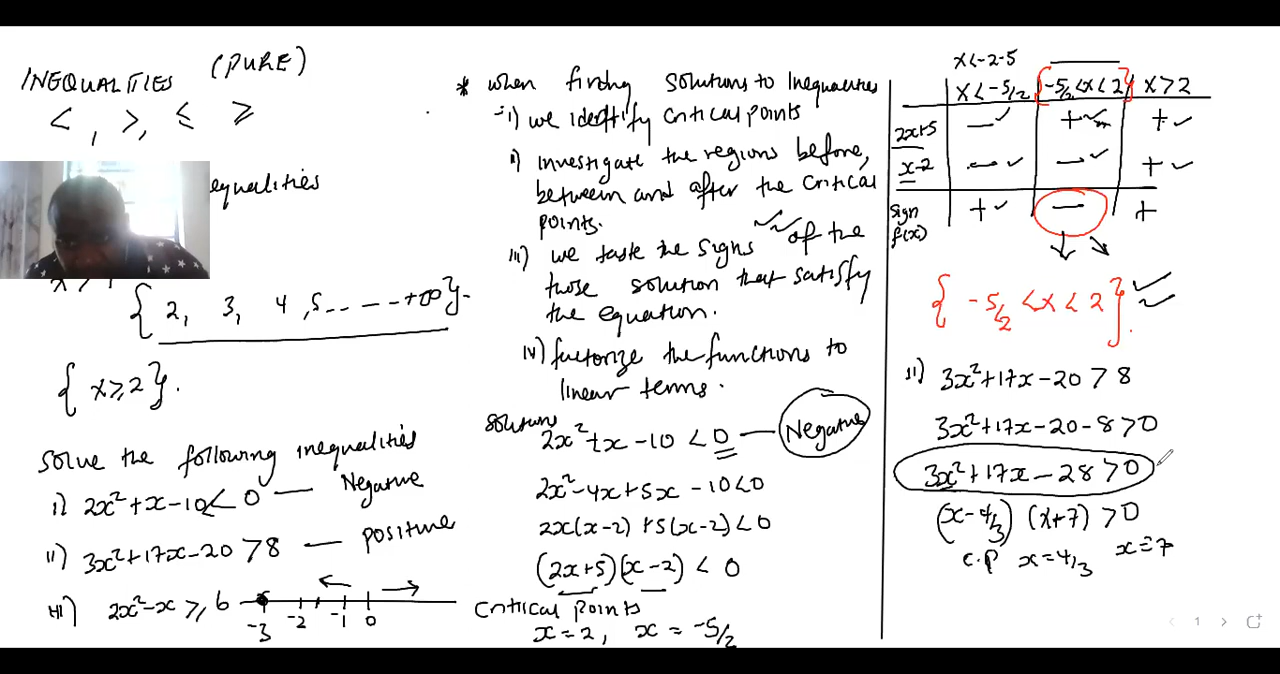 INEQUALITIES (PURE)
< , >, ≤ ≥
equalities
{ 2, 3, 4, 5... — — +∞}.
{ x ≥ 2 }.
Solve the following inequalities
i) 2x² + x - 10 < 0 — Negative
ii) 3x² + 17x - 20 > 8 — positive
iii) 2x² - x ≥ 6
-3 -2 -1 0
* when finding solutions to Inequalities
i) we identify critical points
ii) investigate the regions before,
between and after the critical
points.
iii) we taske the signs of the
those solution that satisfy
the equation.
iv) factorize the functions to
linear terms.
Solutions
2x² + x - 10 < 0 — Negative
2x² - 4x + 5x - 10 < 0
2x(x-2) + 5(x-2) < 0
(2x+5)(x-2) < 0
Critical points
x = 2, x = -5/2
x < -2.5
x < -5/2 {-5/2 < x < 2} x > 2
2x+5 — + +
x-2 — — +
sign f(x) + — +
{ -5/2 < x < 2 }.
ii) 3x² + 17x - 20 > 8
3x² + 17x - 20 - 8 > 0
3x² + 17x - 28 > 0
(x - 4/3) (x+7) > 0
c.p x = 4/3 x = 7
1